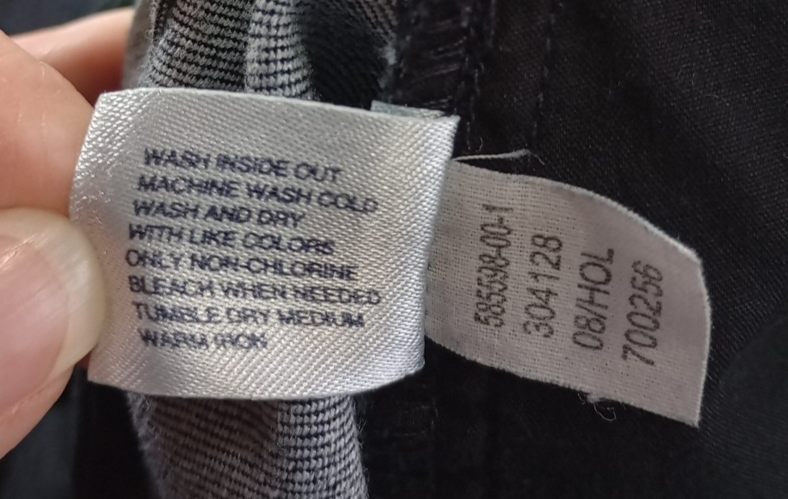 WASH INSIDE OUT
MACHINE WASH COLD
WASH AND DRY
WITH LIKE COLORS
ONLY NON-CHLORINE
BLEACH WHEN NEEDED
TUMBLE DRY MEDIUM
WARM IRON
585598-00-1
304128
08/HOL
700256